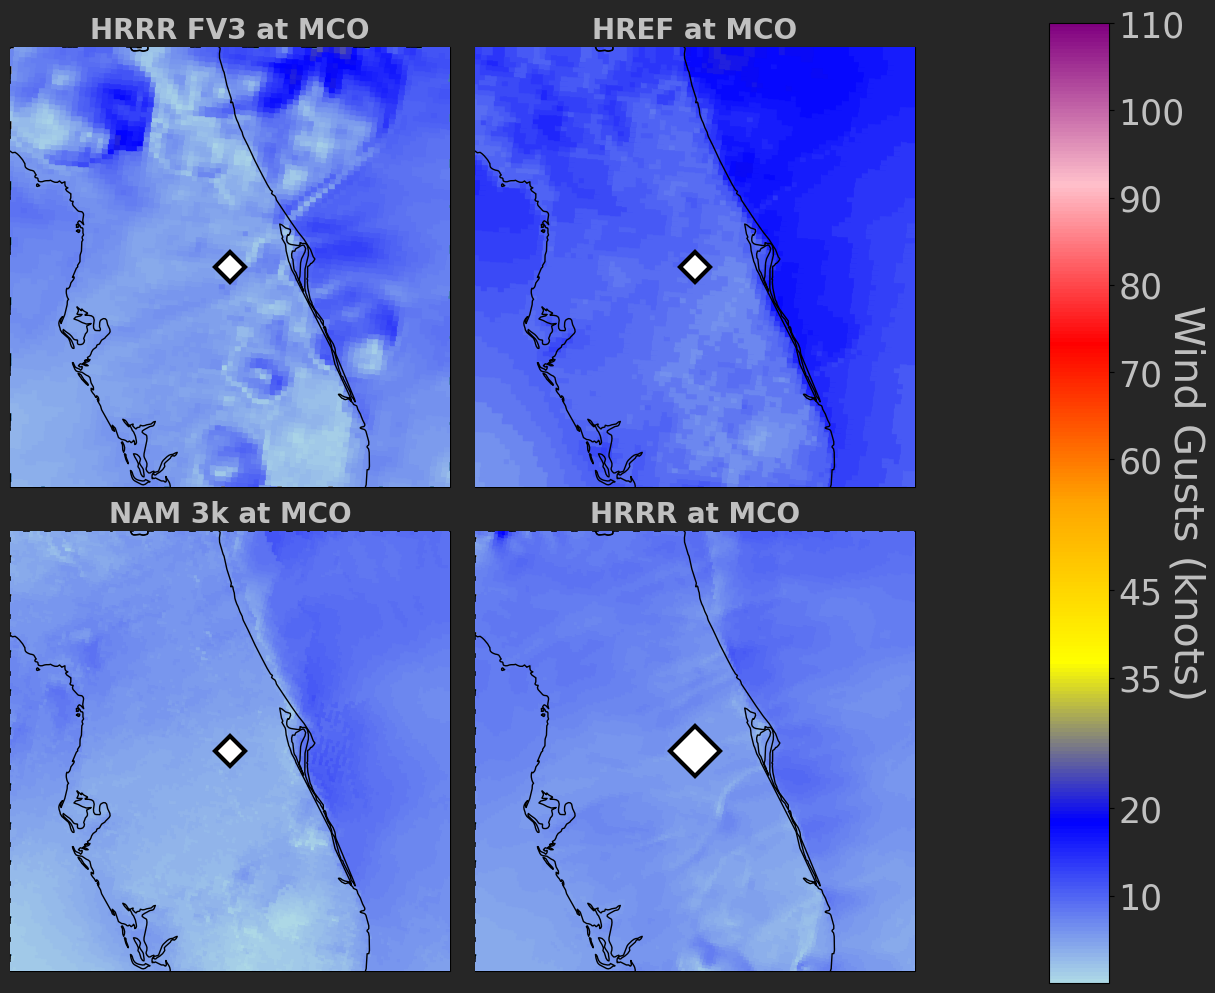 HRRR FV3 at MCO
HREF at MCO
NAM 3k at MCO
HRRR at MCO
110
100
90
80
70
60
45
35
20
10
Wind Gusts (knots)